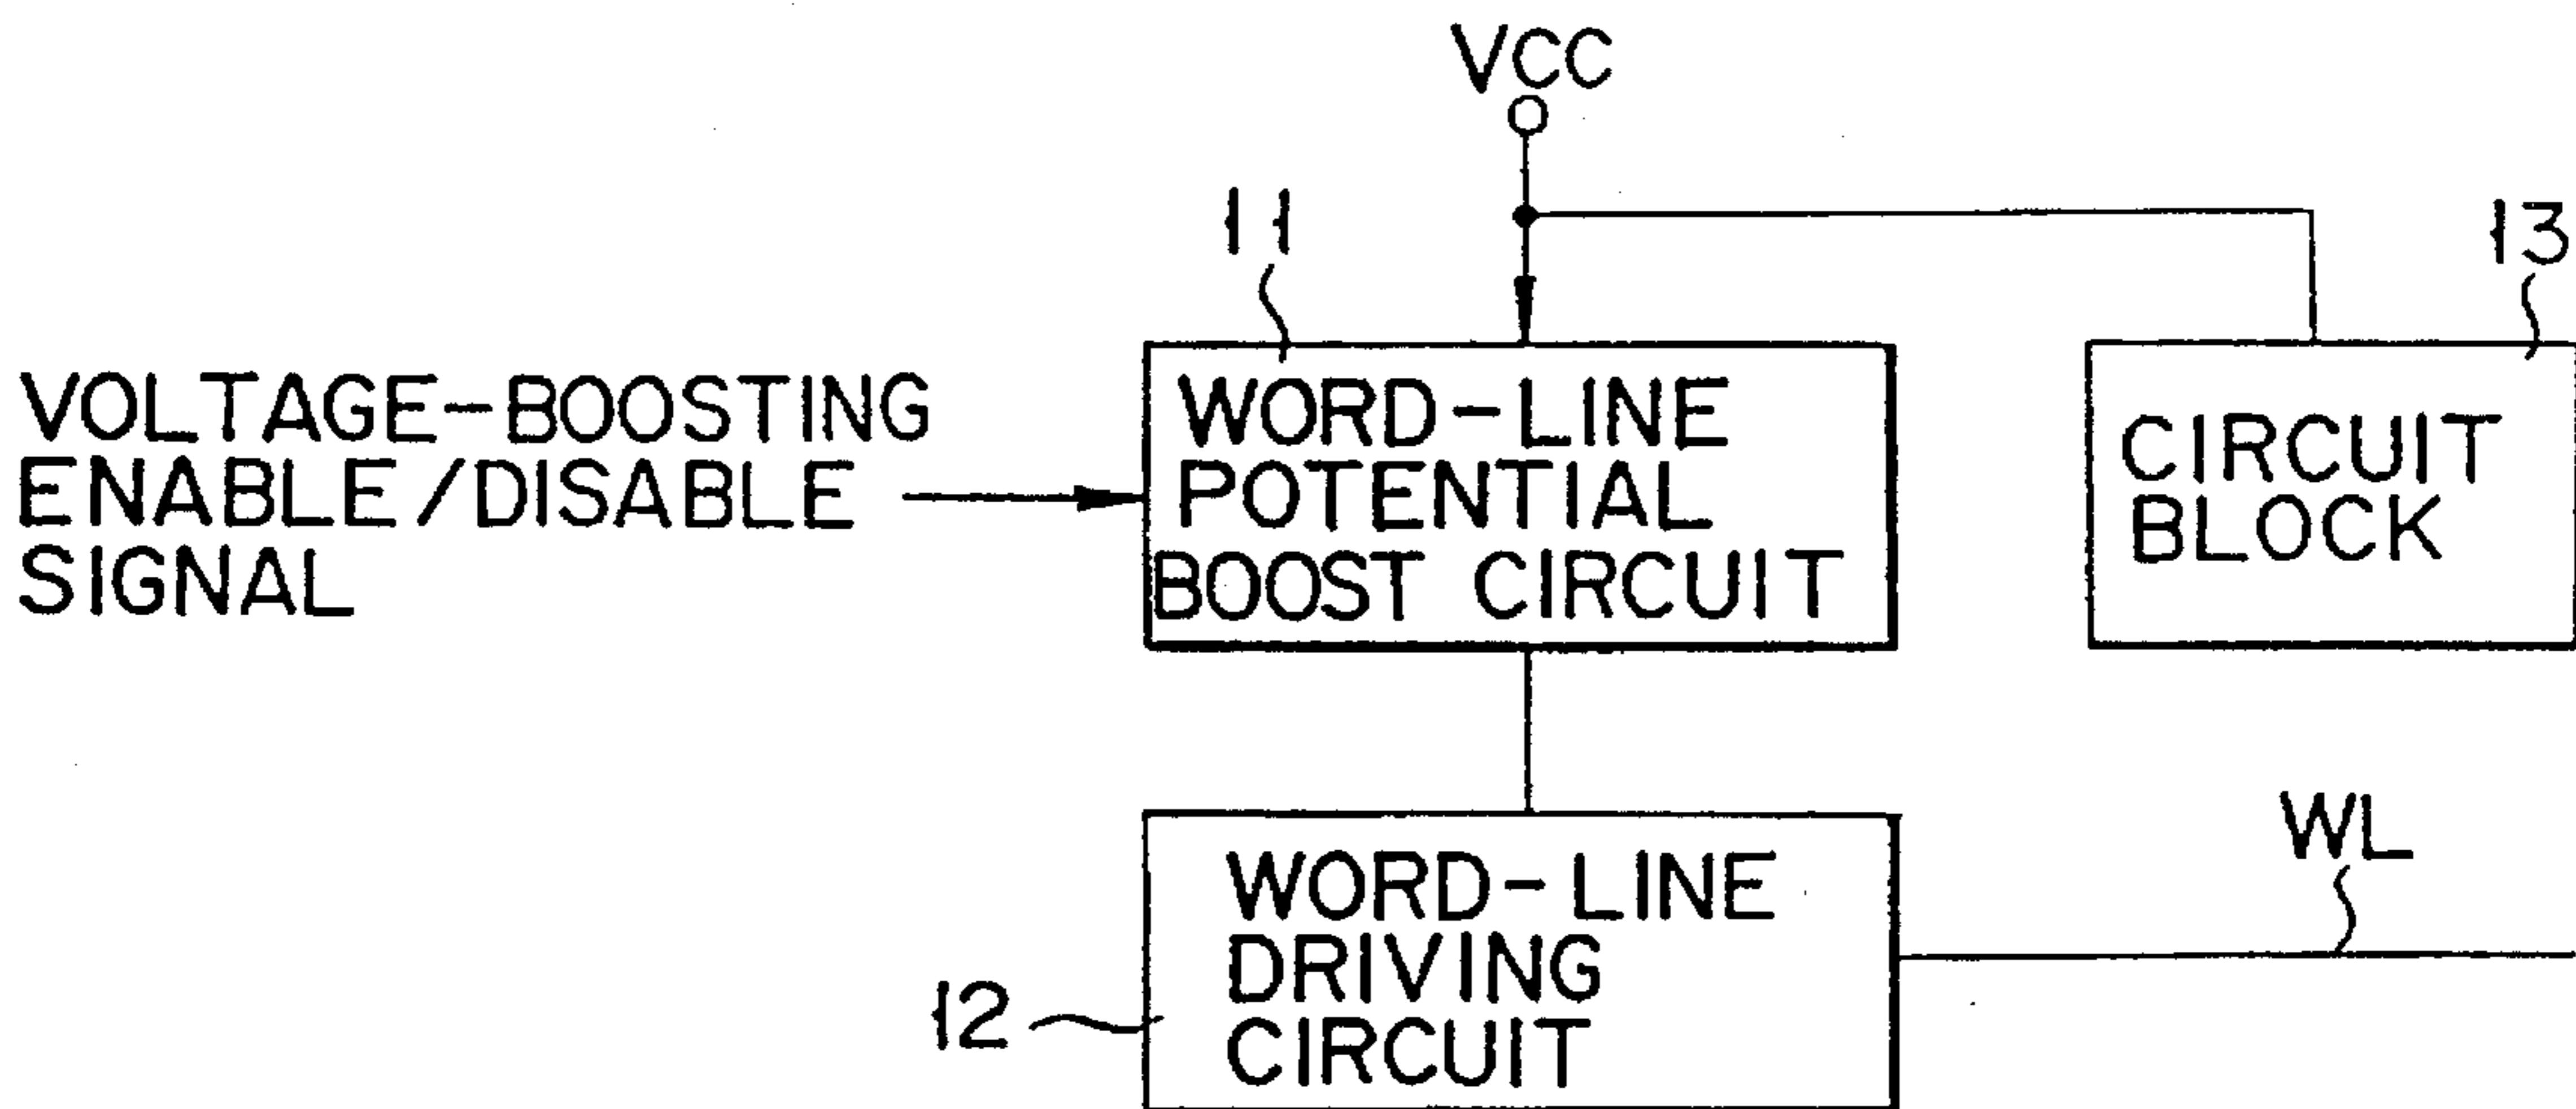 VCC
11
13
VOLTAGE-BOOSTING
ENABLE/DISABLE
SIGNAL
WORD-LINE
POTENTIAL
BOOST CIRCUIT
CIRCUIT
BLOCK
WL
12
WORD-LINE
DRIVING
CIRCUIT